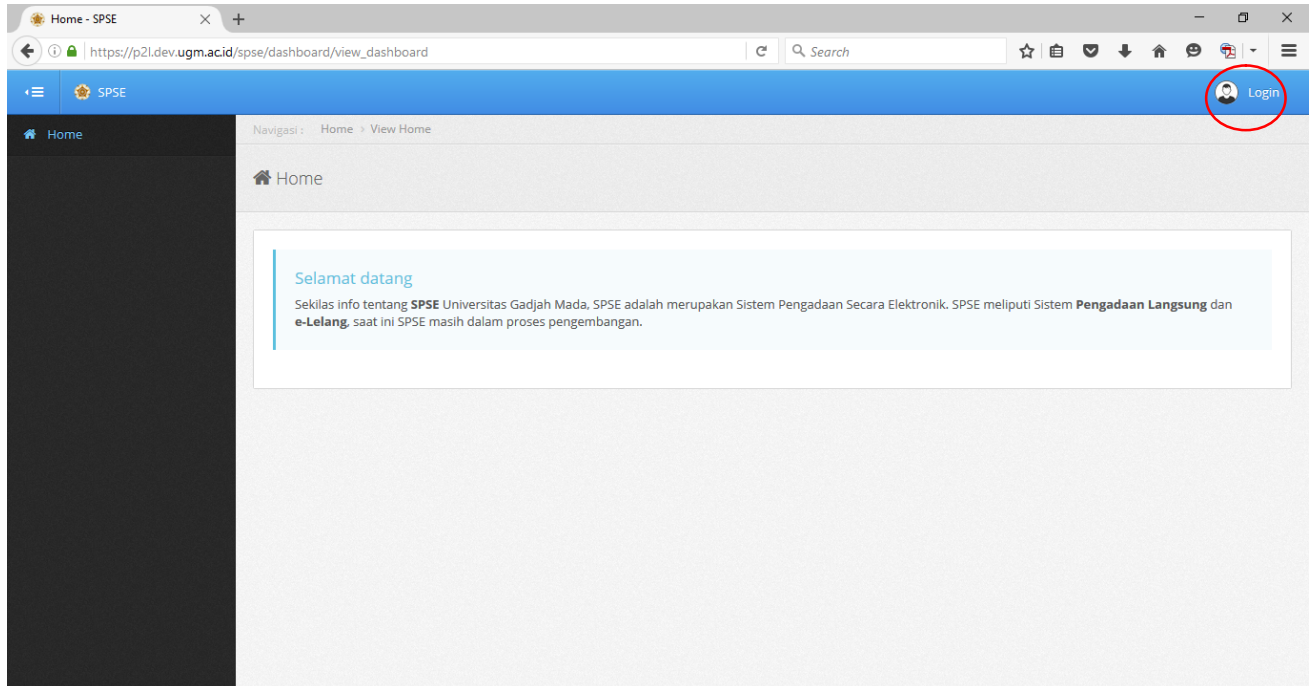 Home - SPSE
https://p2l.dev.ugm.ac.id/spse/dashboard/view_dashboard
Search
SPSE
Login
Home
Navigasi : Home › View Home
Home
Selamat datang
Sekilas info tentang SPSE Universitas Gadjah Mada, SPSE adalah merupakan Sistem Pengadaan Secara Elektronik. SPSE meliputi Sistem Pengadaan Langsung dan
e-Lelang, saat ini SPSE masih dalam proses pengembangan.